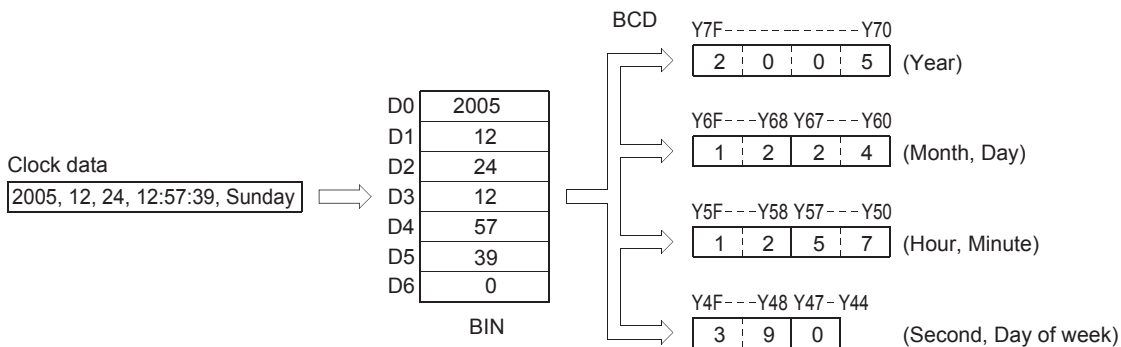 Clock data
2005, 12, 24, 12:57:39, Sunday
D0 2005
D1 12
D2 24
D3 12
D4 57
D5 39
D6 0
BIN
BCD
Y7F------------Y70
2 0 0 5 (Year)
Y6F---Y68 Y67---Y60
1 2 2 4 (Month, Day)
Y5F---Y58 Y57---Y50
1 2 5 7 (Hour, Minute)
Y4F---Y48 Y47-Y44
3 9 0 (Second, Day of week)